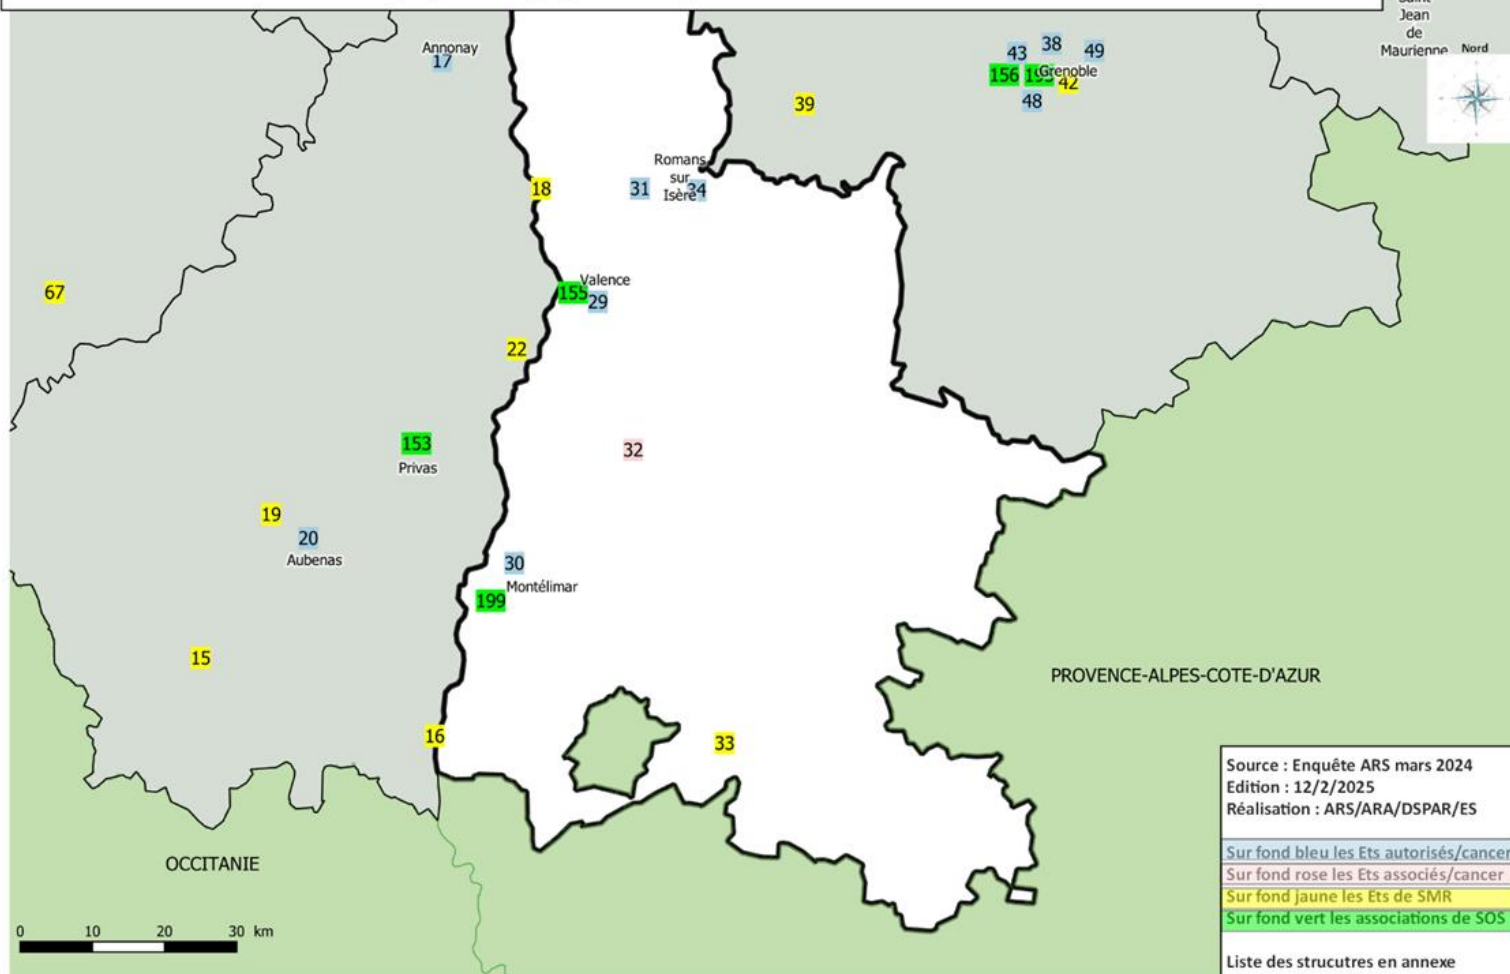 Jean
de
Maurienne
Nord
Annonay
17
43
38
49
156
Grenoble
42
48
39
Romans
sur
Isère
31
34
18
67
Valence
155
29
22
153
Privas
32
19
20
Aubenas
30
Montélimar
199
15
PROVENCE-ALPES-COTE-D'AZUR
16
33
Source : Enquête ARS mars 2024
Edition : 12/2/2025
Réalisation : ARS/ARA/DSPAR/ES
Sur fond bleu les Ets autorisés/cancer
Sur fond rose les Ets associés/cancer
Sur fond jaune les Ets de SMR
Sur fond vert les associations de SOS
Liste des strucutres en annexe
OCCITANIE
0 10 20 30 km